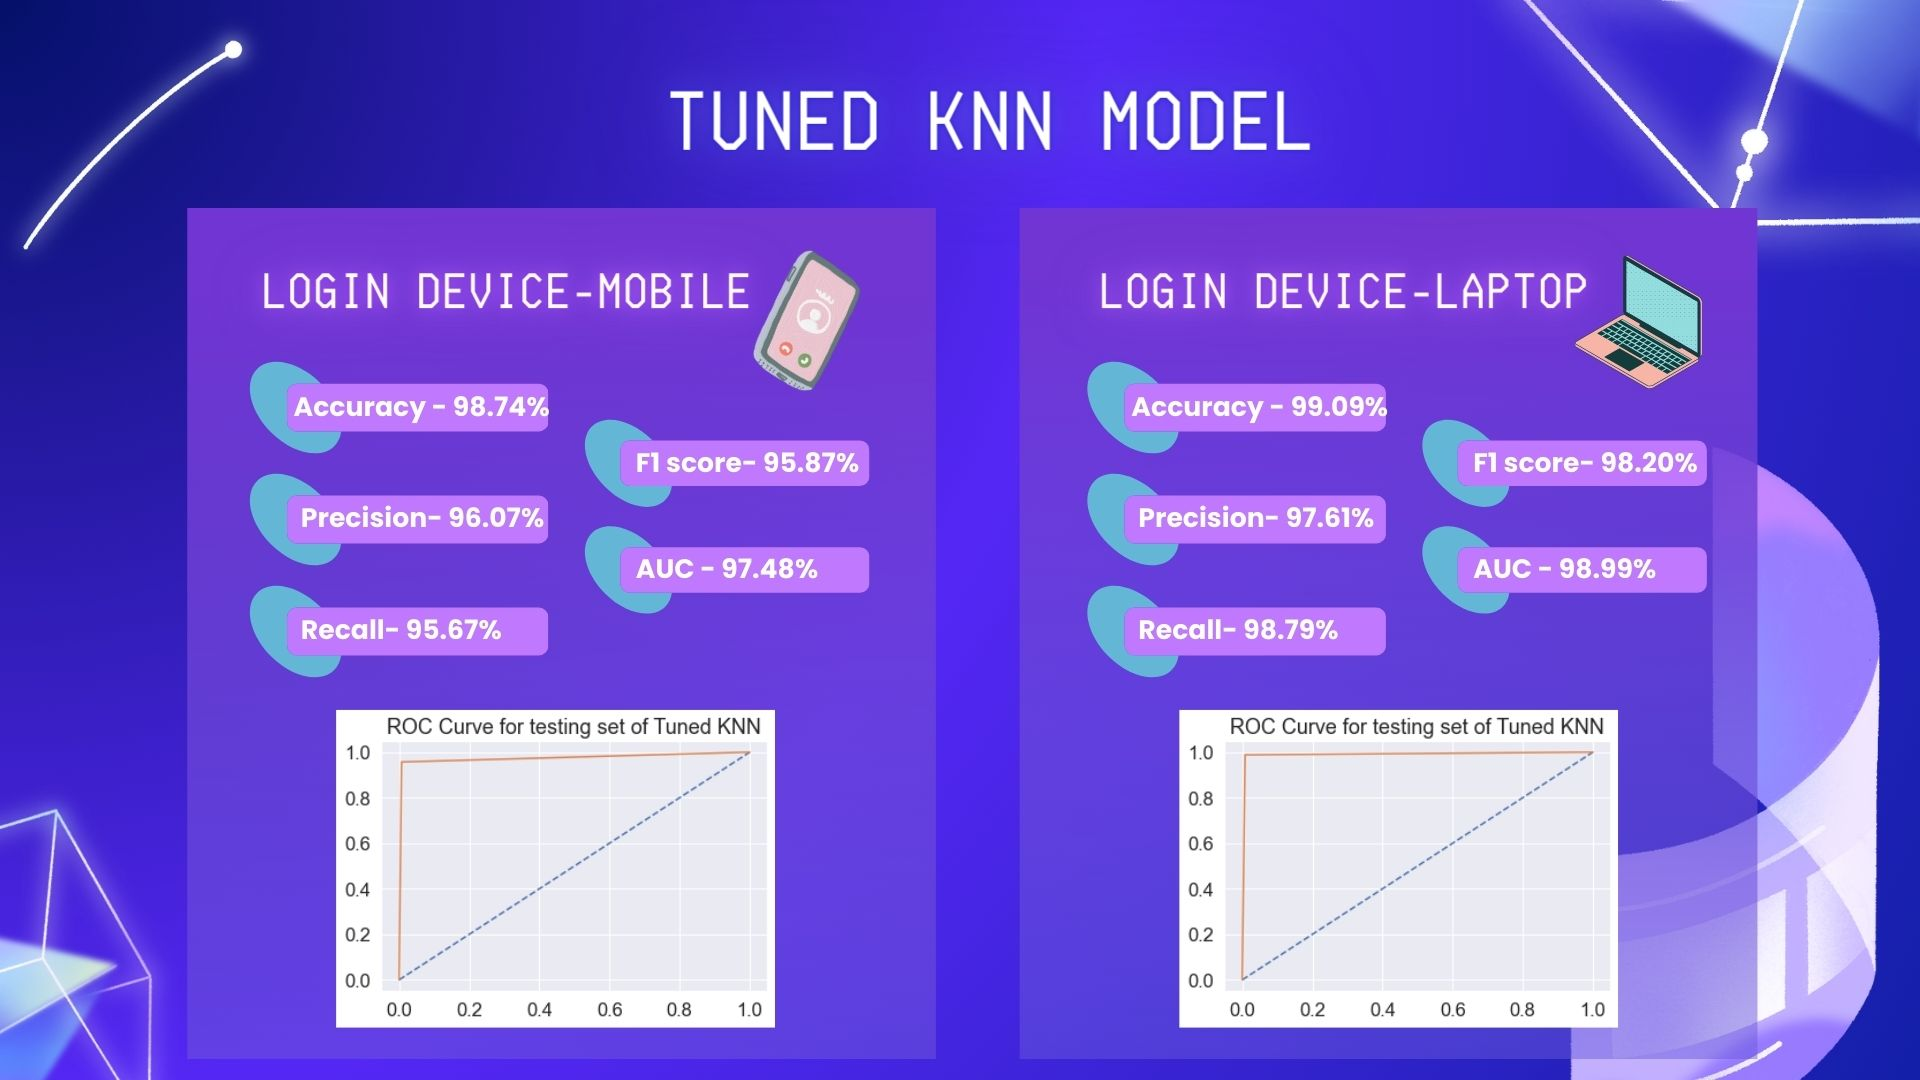 TUNED KNN MODEL
LOGIN DEVICE-MOBILE
Accuracy - 98.74%
Precision- 96.07%
Recall- 95.67%
F1 score- 95.87%
AUC - 97.48%
ROC Curve for testing set of Tuned KNN
1.0
0.8
0.6
0.4
0.2
0.0
0.0 0.2 0.4 0.6 0.8 1.0
LOGIN DEVICE-LAPTOP
Accuracy - 99.09%
Precision- 97.61%
Recall- 98.79%
F1 score- 98.20%
AUC - 98.99%
ROC Curve for testing set of Tuned KNN
1.0
0.8
0.6
0.4
0.2
0.0
0.0 0.2 0.4 0.6 0.8 1.0